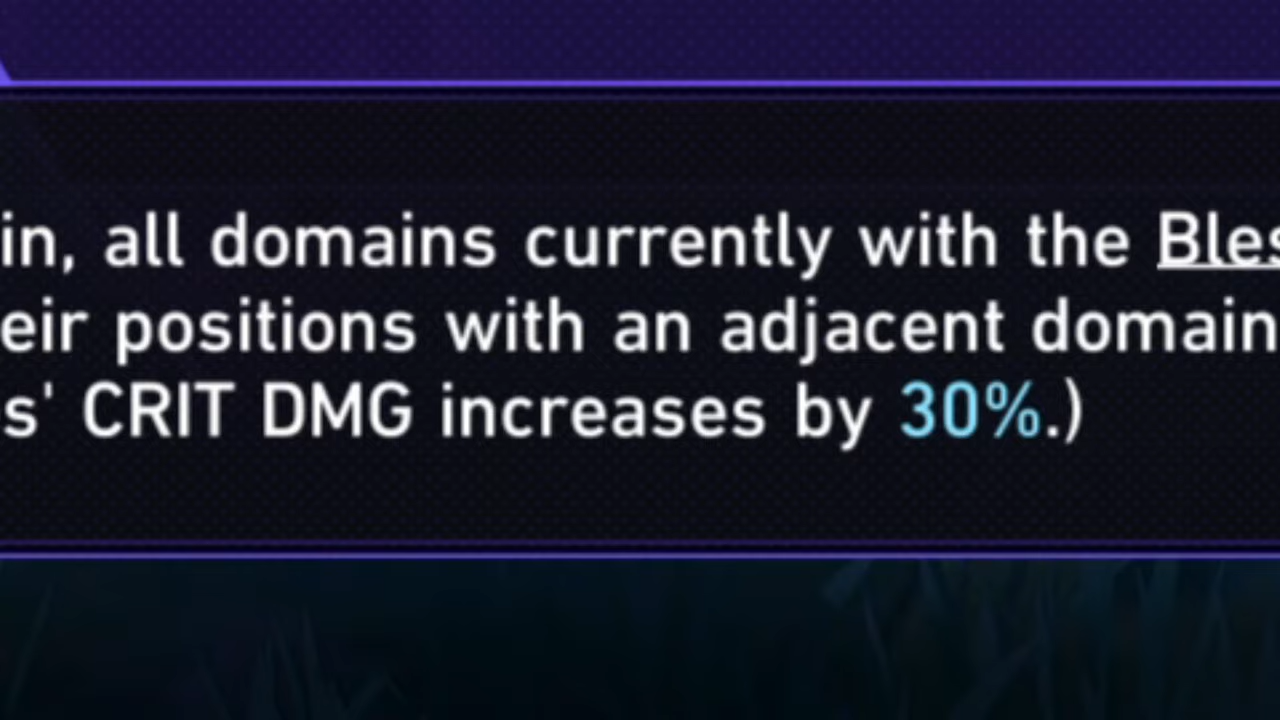 in, all domains currently with the Bles
eir positions with an adjacent domain
s' CRIT DMG increases by 30%.)